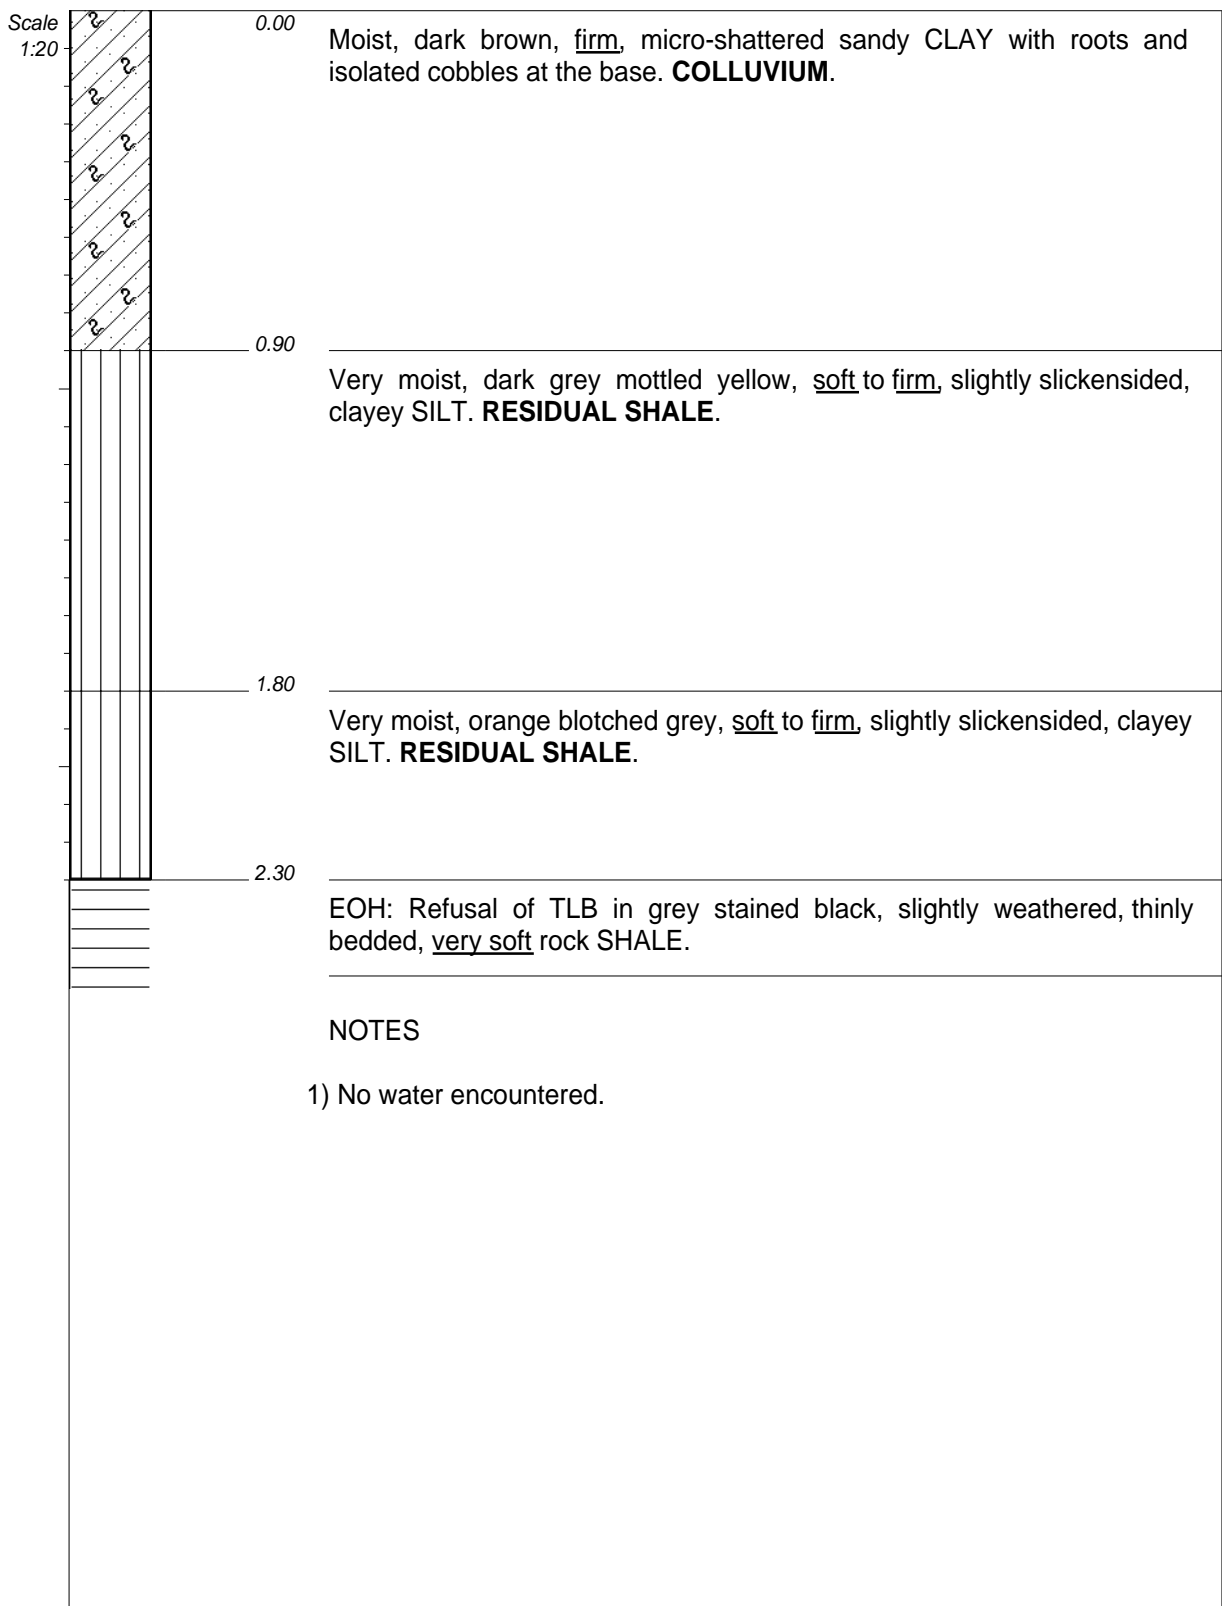 Scale
1:20
0.00
Moist, dark brown, firm, micro-shattered sandy CLAY with roots and
isolated cobbles at the base. COLLUVIUM.
0.90
Very moist, dark grey mottled yellow, soft to firm, slightly slickensided,
clayey SILT. RESIDUAL SHALE.
1.80
Very moist, orange blotched grey, soft to firm, slightly slickensided, clayey
SILT. RESIDUAL SHALE.
2.30
EOH: Refusal of TLB in grey stained black, slightly weathered, thinly
bedded, very soft rock SHALE.
NOTES
1) No water encountered.